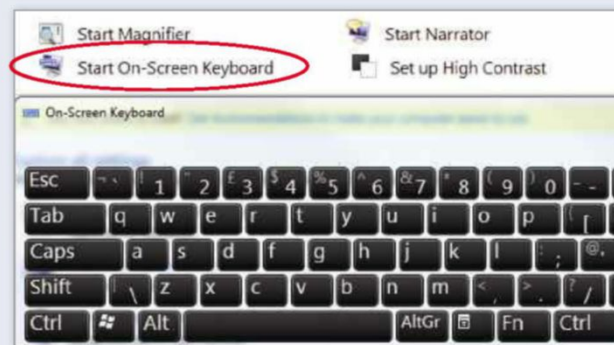 Start Magnifier Start Narrator
Start On-Screen Keyboard Set up High Contrast
On-Screen Keyboard
Esc ¬ ` ! 1 " 2 £ 3 $ 4 % 5 ^ 6 & 7 * 8 ( 9 ) 0 _ -
Tab q w e r t y u i o p { [
Caps a s d f g h j k l : ; @ '
Shift | \ z x c v b n m < , > . ? /
Ctrl Alt AltGr Fn Ctrl